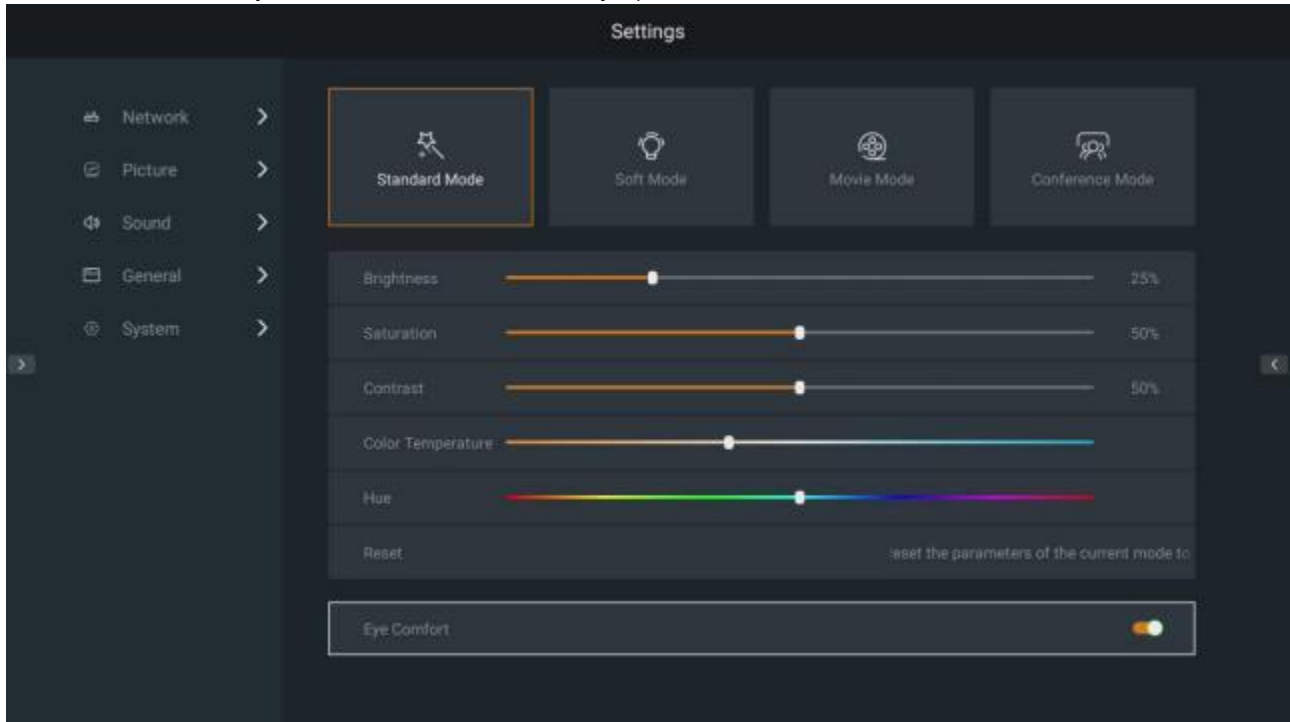 Settings
Network
Picture
Sound
General
System
Standard Mode
Soft Mode
Movie Mode
Conference Mode
Brightness 25%
Saturation 50%
Contrast 50%
Color Temperature
Hue
Reset eset the parameters of the current mode to
Eye Comfort